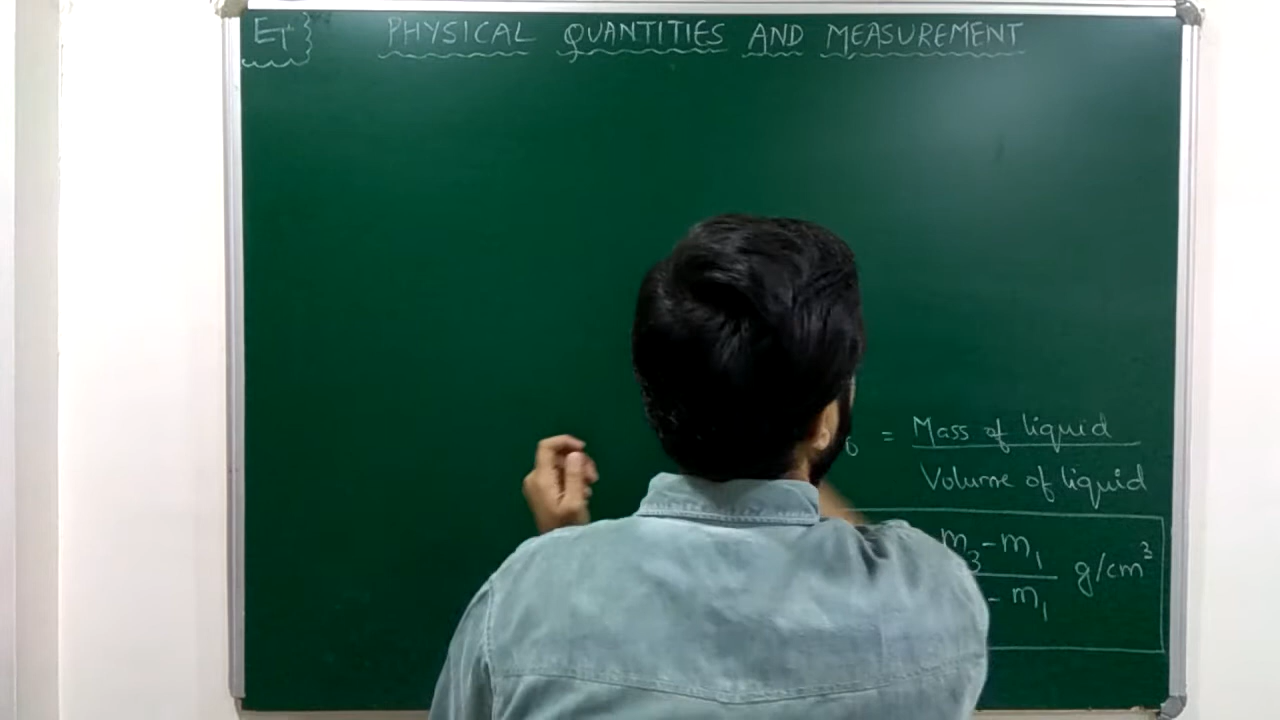 ET} PHYSICAL QUANTITIES AND MEASUREMENT
= Mass of liquid
Volume of liquid
m₃ - m₁ g/cm³
- m₁